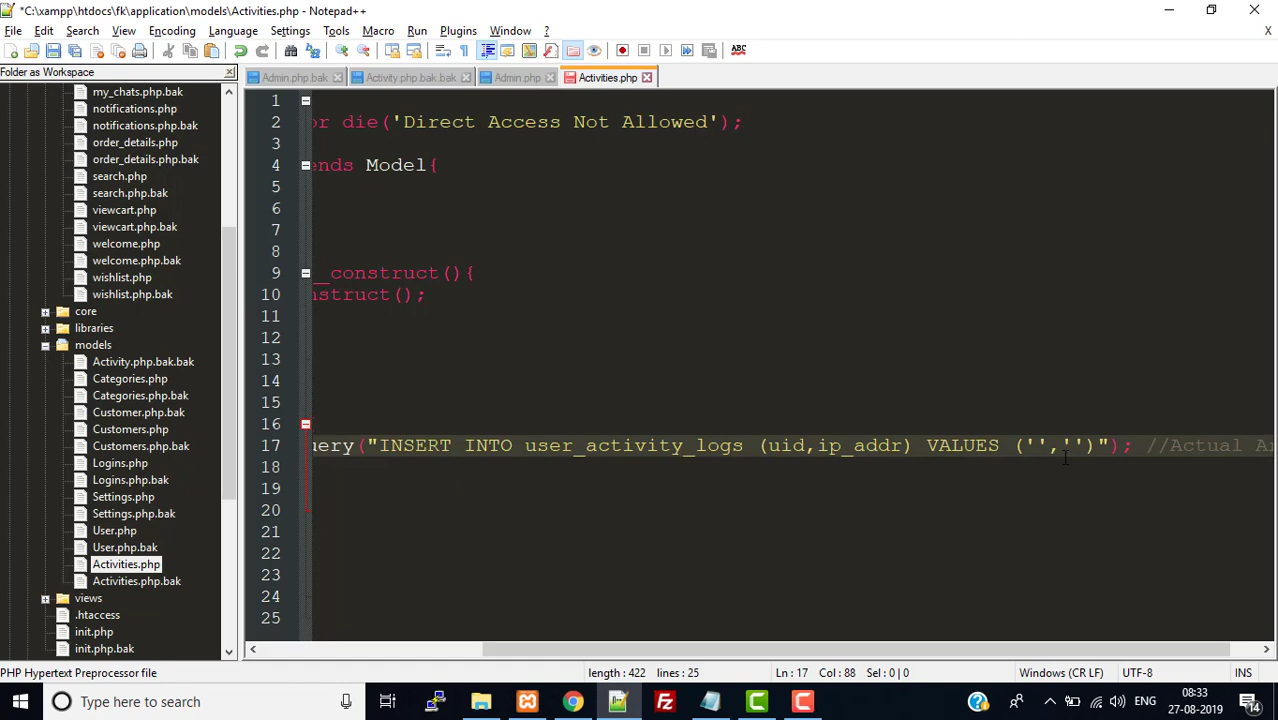 *C:\xampp\htdocs\fk\application\models\Activities.php - Notepad++
File Edit Search View Encoding Language Settings Tools Macro Run Plugins Window ? X
Folder as Workspace
Admin.php.bak Activity.php.bak.bak Admin.php Activities.php
my_chats.php.bak
notifications.php
notifications.php.bak
order_details.php
order_details.php.bak
search.php
search.php.bak
viewcart.php
viewcart.php.bak
welcome.php
welcome.php.bak
wishlist.php
wishlist.php.bak
core
libraries
models
Activity.php.bak.bak
Categories.php
Categories.php.bak
Customer.php.bak
Customers.php
Customers.php.bak
Logins.php
Logins.php.bak
Settings.php
Settings.php.bak
User.php
User.php.bak
Activities.php
Activities.php.bak
views
.htaccess
init.php
init.php.bak
1
2 or die('Direct Access Not Allowed');
3
4 ends Model{
5
6
7
8
9 __construct(){
10 nstruct();
11
12
13
14
15
16
17 uery("INSERT INTO user_activity_logs (uid,ip_addr) VALUES ('','')"); //Actual
18
19
20
21
22
23
24
25
PHP Hypertext Preprocessor file length : 422 lines : 25 Ln : 17 Col : 88 Sel : 0 | 0 Windows (CR LF) UTF-8 INS
Type here to search
ENG
08:33
27-08-2019
14